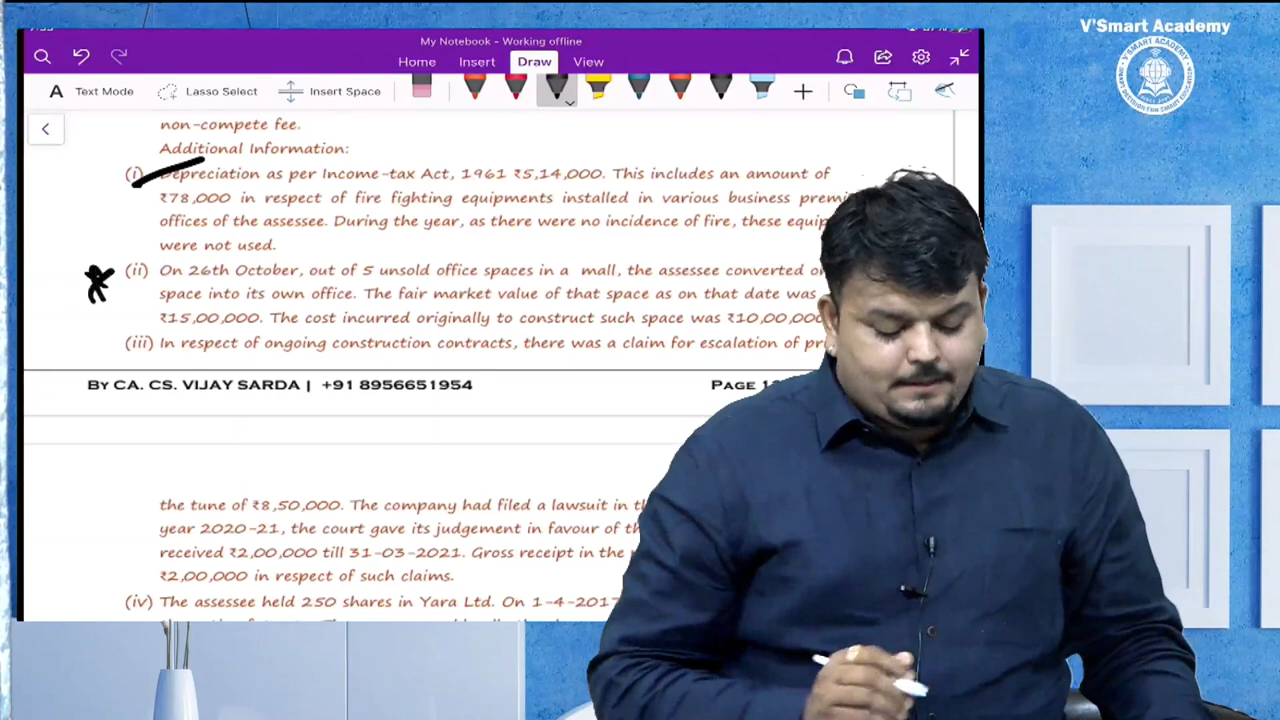 V'Smart Academy
My Notebook - Working offline
Home Insert Draw View
Text Mode Lasso Select Insert Space
non-compete fee.
Additional Information:
(i) Depreciation as per Income-tax Act, 1961 ₹5,14,000. This includes an amount of
₹78,000 in respect of fire fighting equipments installed in various business
offices of the assessee. During the year, as there were no incidence of fire, these
were not used.
(ii) On 26th October, out of 5 unsold office spaces in a mall, the assessee converted
space into its own office. The fair market value of that space as on that date was
₹15,00,000. The cost incurred originally to construct such space was ₹10,00,000
(iii) In respect of ongoing construction contracts, there was a claim for escalation of
BY CA. CS. VIJAY SARDA | +91 8956651954 PAGE
the tune of ₹8,50,000. The company had filed a lawsuit in
year 2020-21, the court gave its judgement in favour of
received ₹2,00,000 till 31-03-2021. Gross receipt in the
₹2,00,000 in respect of such claims.
(iv) The assessee held 250 shares in Yara Ltd. On 1-4-2017